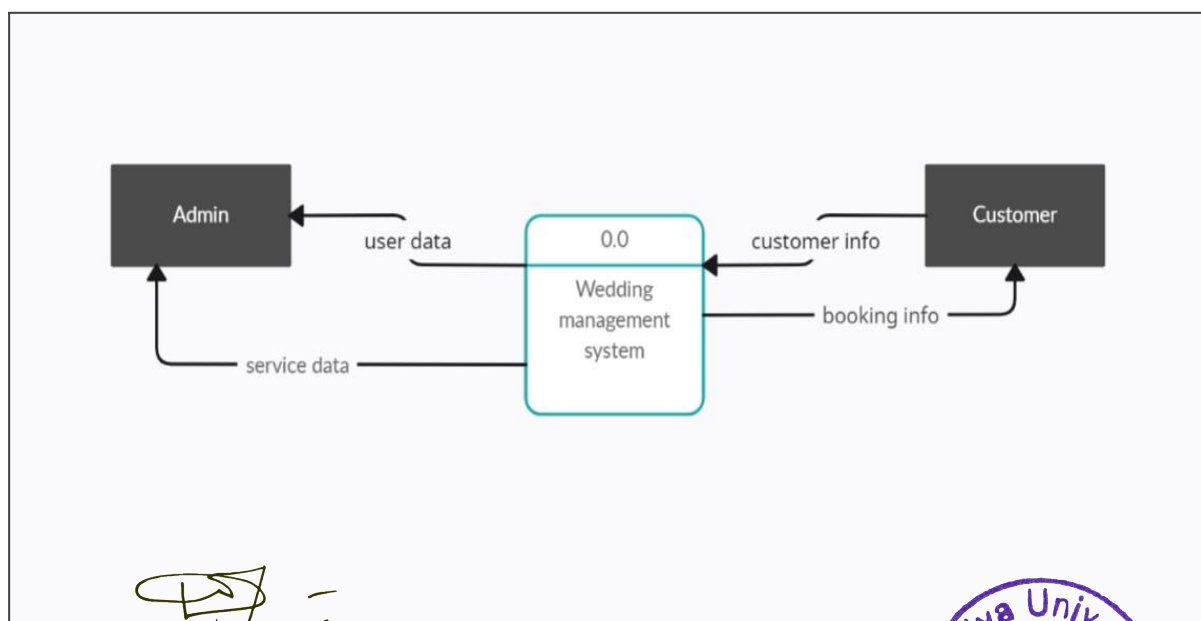 Admin
user data
0.0
customer info
Customer
Wedding
management
system
booking info
service data